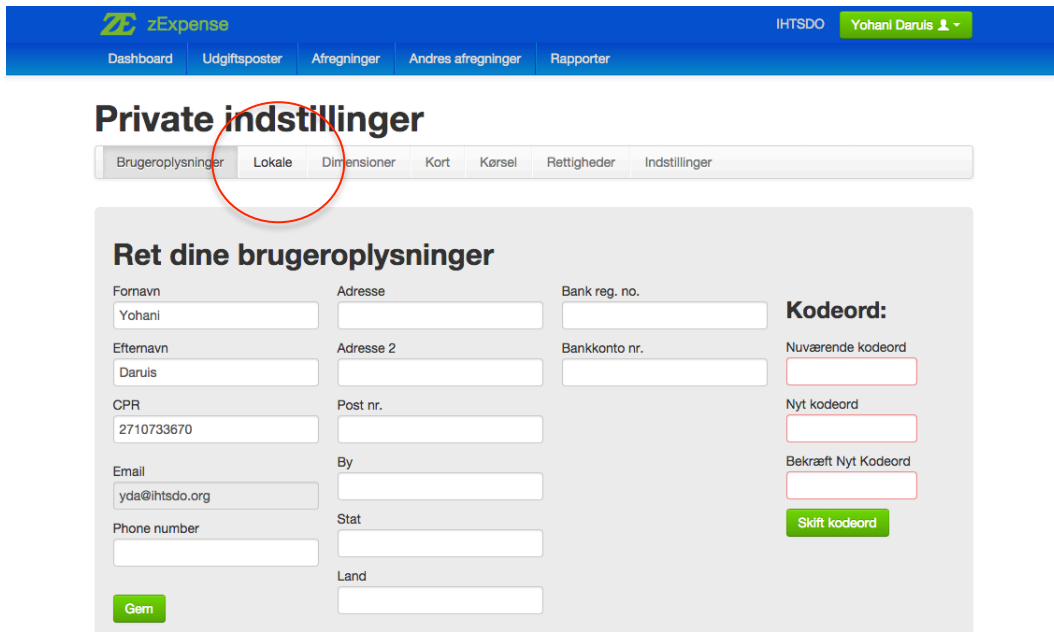 ZE zExpense
IHTSDO
Yohani Daruis
Dashboard Udgiftsposter Afregninger Andres afregninger Rapporter
Private indstillinger
Brugeroplysninger Lokale Dimensioner Kort Kørsel Rettigheder Indstillinger
Ret dine brugeroplysninger
Fornavn
Yohani
Efternavn
Daruis
CPR
2710733670
Email
yda@ihtsdo.org
Phone number
Gem
Adresse
Adresse 2
Post nr.
By
Stat
Land
Bank reg. no.
Bankkonto nr.
Kodeord:
Nuværende kodeord
Nyt kodeord
Bekræft Nyt Kodeord
Skift kodeord